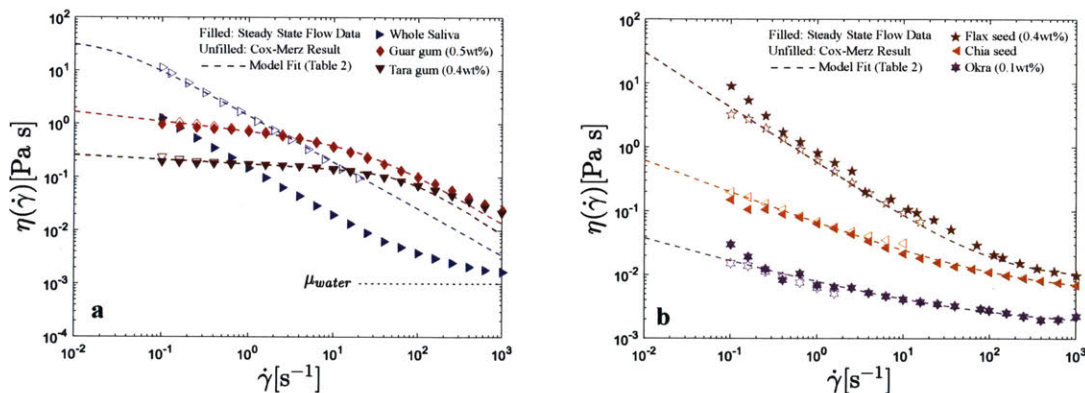 Filled: Steady State Flow Data
Unfilled: Cox-Merz Result
Model Fit (Table 2)
Whole Saliva
Guar gum (0.5wt%)
Tara gum (0.4wt%)
10²
10¹
10⁰
10⁻¹
10⁻²
10⁻³
10⁻⁴
η(γ̇)[Pa s]
μwater
a
10⁻² 10⁻¹ 10⁰ 10¹ 10² 10³
γ̇[s⁻¹]
Filled: Steady State Flow Data
Unfilled: Cox-Merz Result
Model Fit (Table 2)
Flax seed (0.4wt%)
Chia seed
Okra (0.1wt%)
10²
10¹
10⁰
10⁻¹
10⁻²
10⁻³
η(γ̇)[Pa s]
b
10⁻² 10⁻¹ 10⁰ 10¹ 10² 10³
γ̇[s⁻¹]